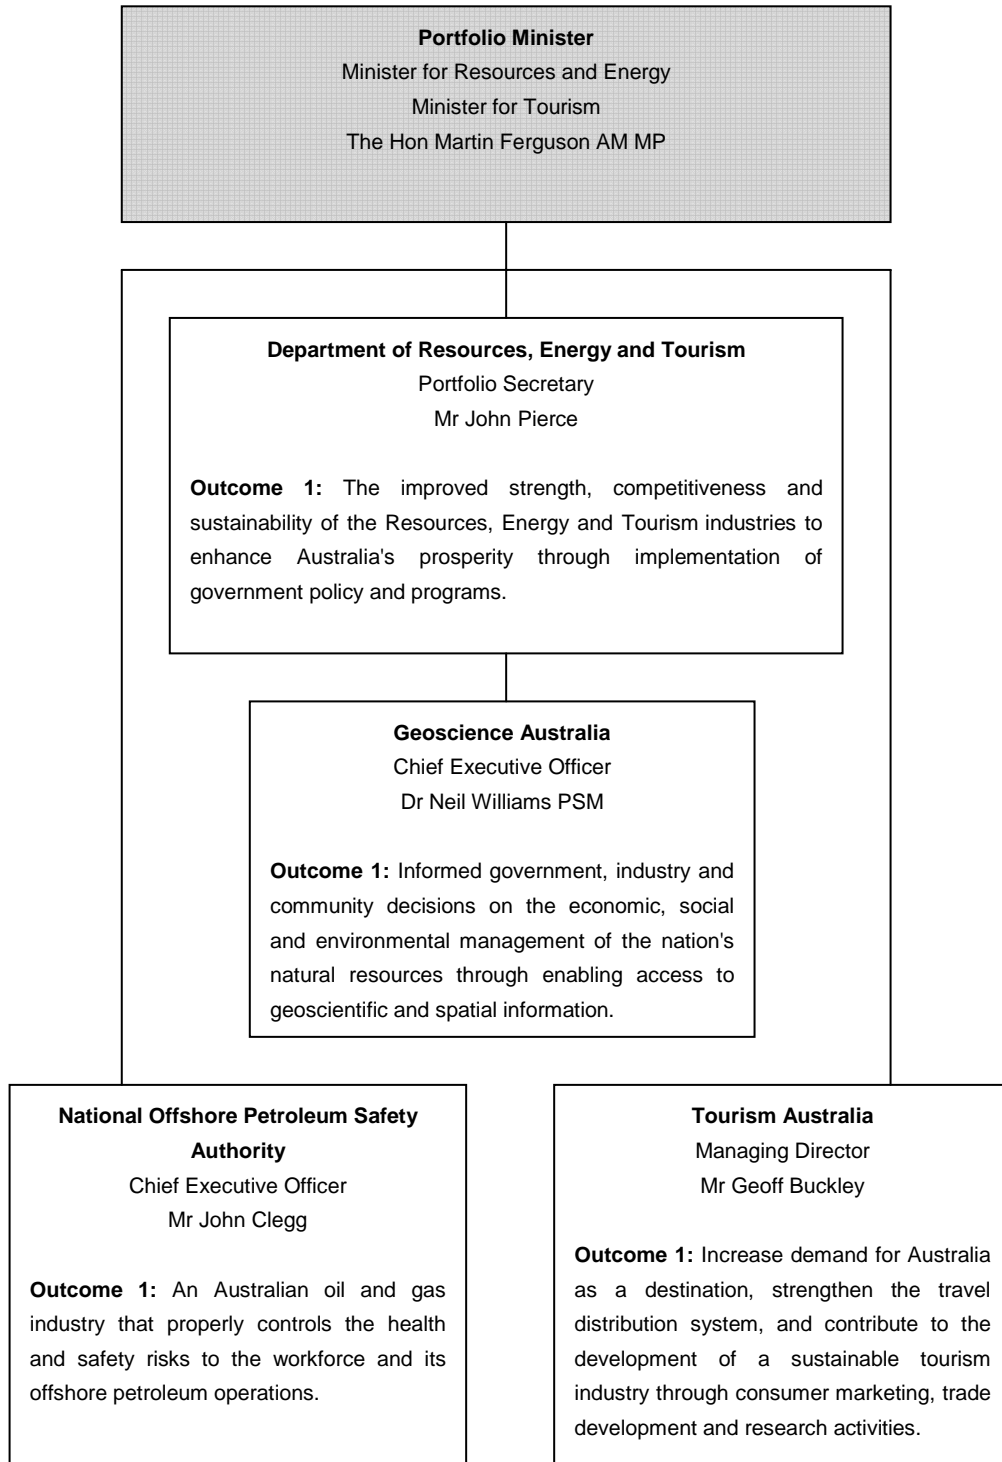 Portfolio Minister
Minister for Resources and Energy
Minister for Tourism
The Hon Martin Ferguson AM MP
Department of Resources, Energy and Tourism
Portfolio Secretary
Mr John Pierce
Outcome 1: The improved strength, competitiveness and
sustainability of the Resources, Energy and Tourism industries to
enhance Australia's prosperity through implementation of
government policy and programs.
Geoscience Australia
Chief Executive Officer
Dr Neil Williams PSM
Outcome 1: Informed government, industry and
community decisions on the economic, social
and environmental management of the nation's
natural resources through enabling access to
geoscientific and spatial information.
National Offshore Petroleum Safety
Authority
Chief Executive Officer
Mr John Clegg
Outcome 1: An Australian oil and gas
industry that properly controls the health
and safety risks to the workforce and its
offshore petroleum operations.
Tourism Australia
Managing Director
Mr Geoff Buckley
Outcome 1: Increase demand for Australia
as a destination, strengthen the travel
distribution system, and contribute to the
development of a sustainable tourism
industry through consumer marketing, trade
development and research activities.